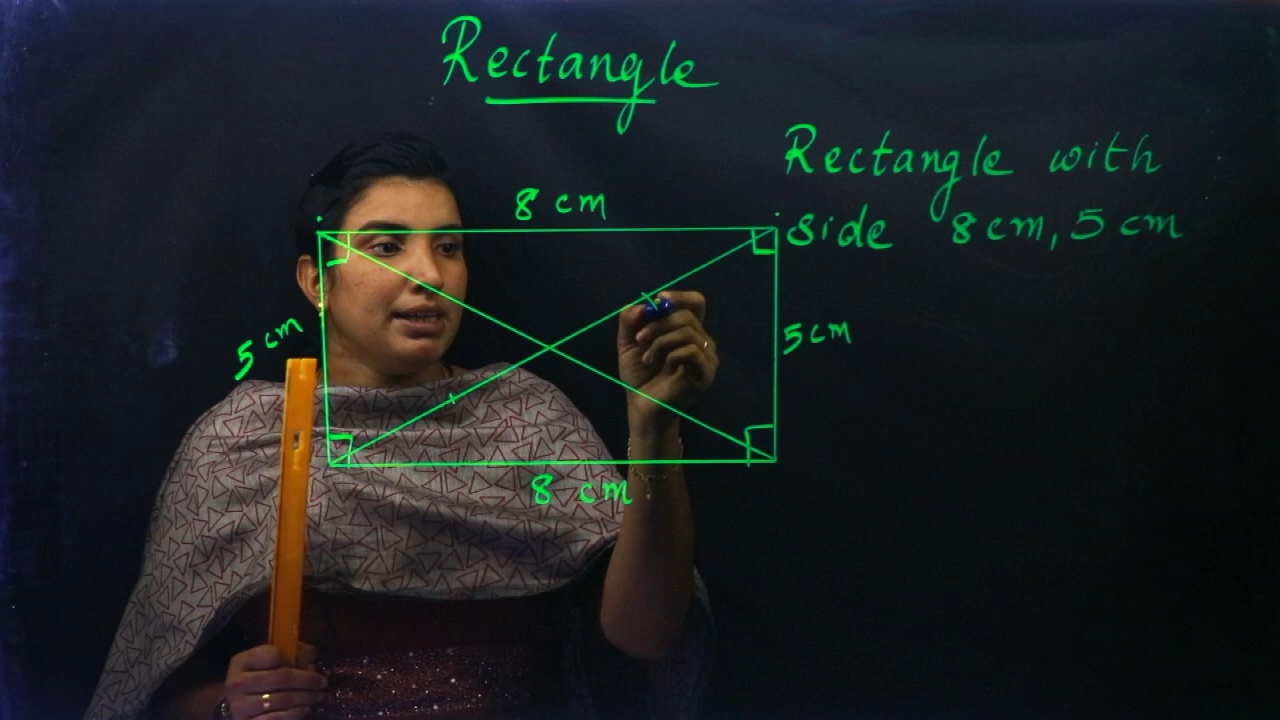 Rectangle
Rectangle with
side 8 cm, 5 cm
8 cm
5 cm
5 cm
8 cm